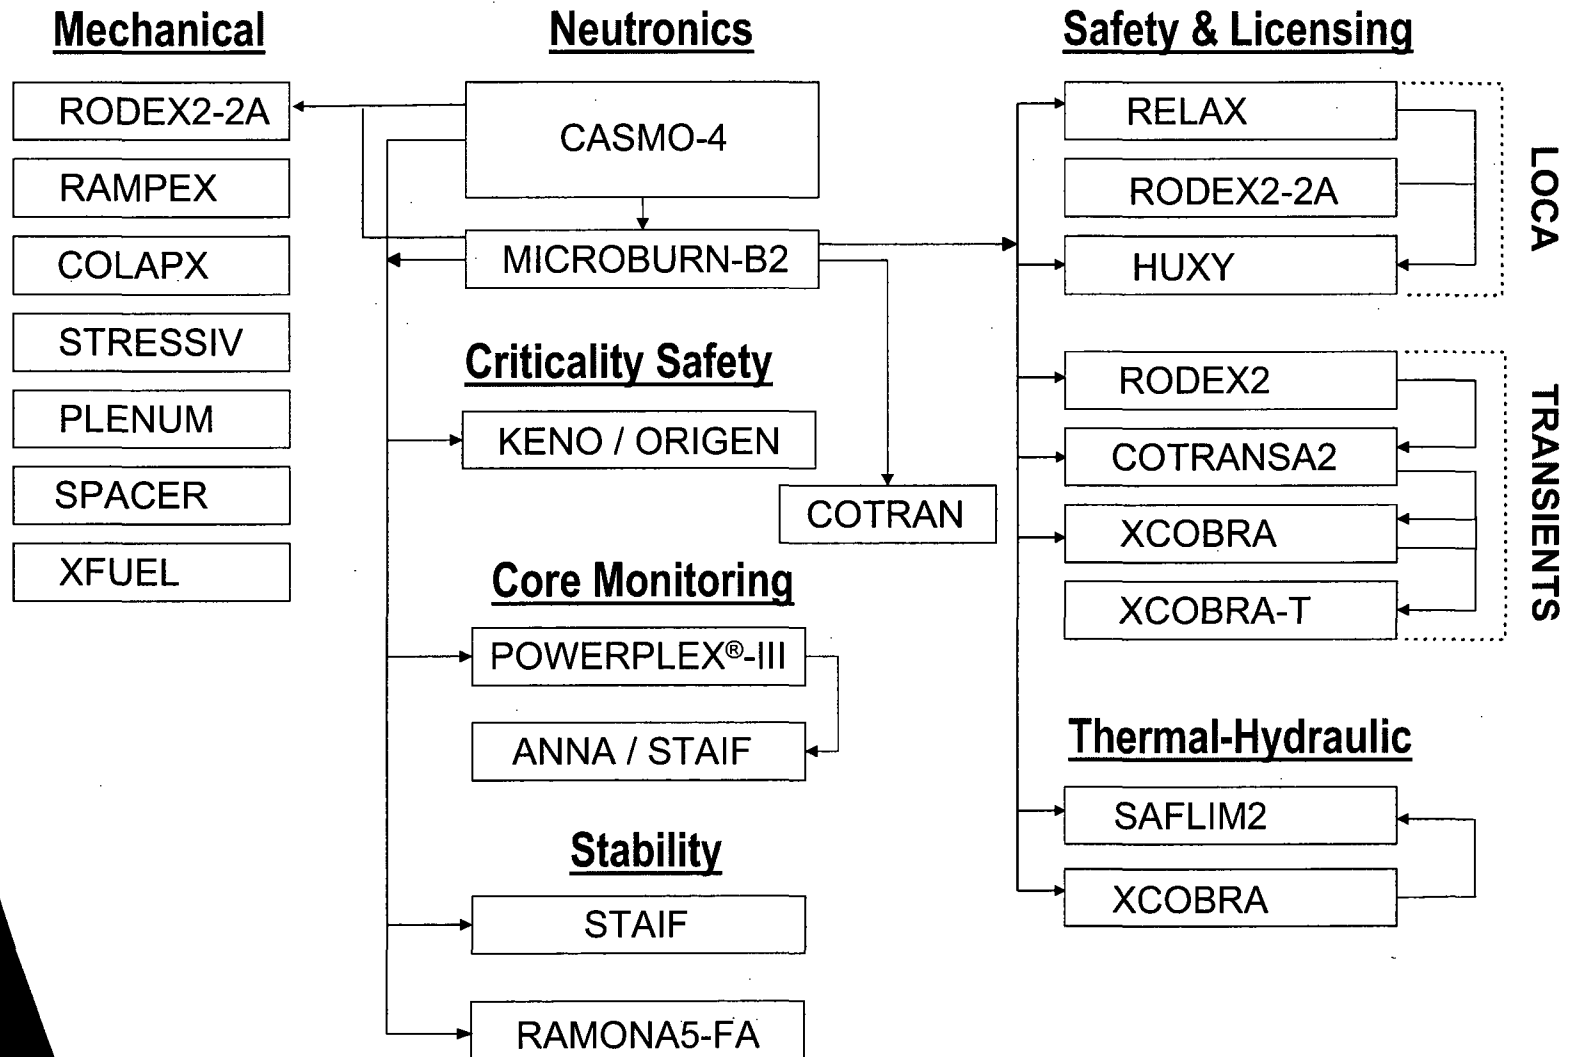 Mechanical
RODEX2-2A
RAMPEX
COLAPX
STRESSIV
PLENUM
SPACER
XFUEL
Neutronics
CASMO-4
MICROBURN-B2
Criticality Safety
KENO / ORIGEN
COTRAN
Core Monitoring
POWERPLEX®-III
ANNA / STAIF
Stability
STAIF
RAMONA5-FA
Safety & Licensing
RELAX
RODEX2-2A
HUXY
LOCA
RODEX2
COTRANSA2
XCOBRA
XCOBRA-T
TRANSIENTS
Thermal-Hydraulic
SAFLIM2
XCOBRA